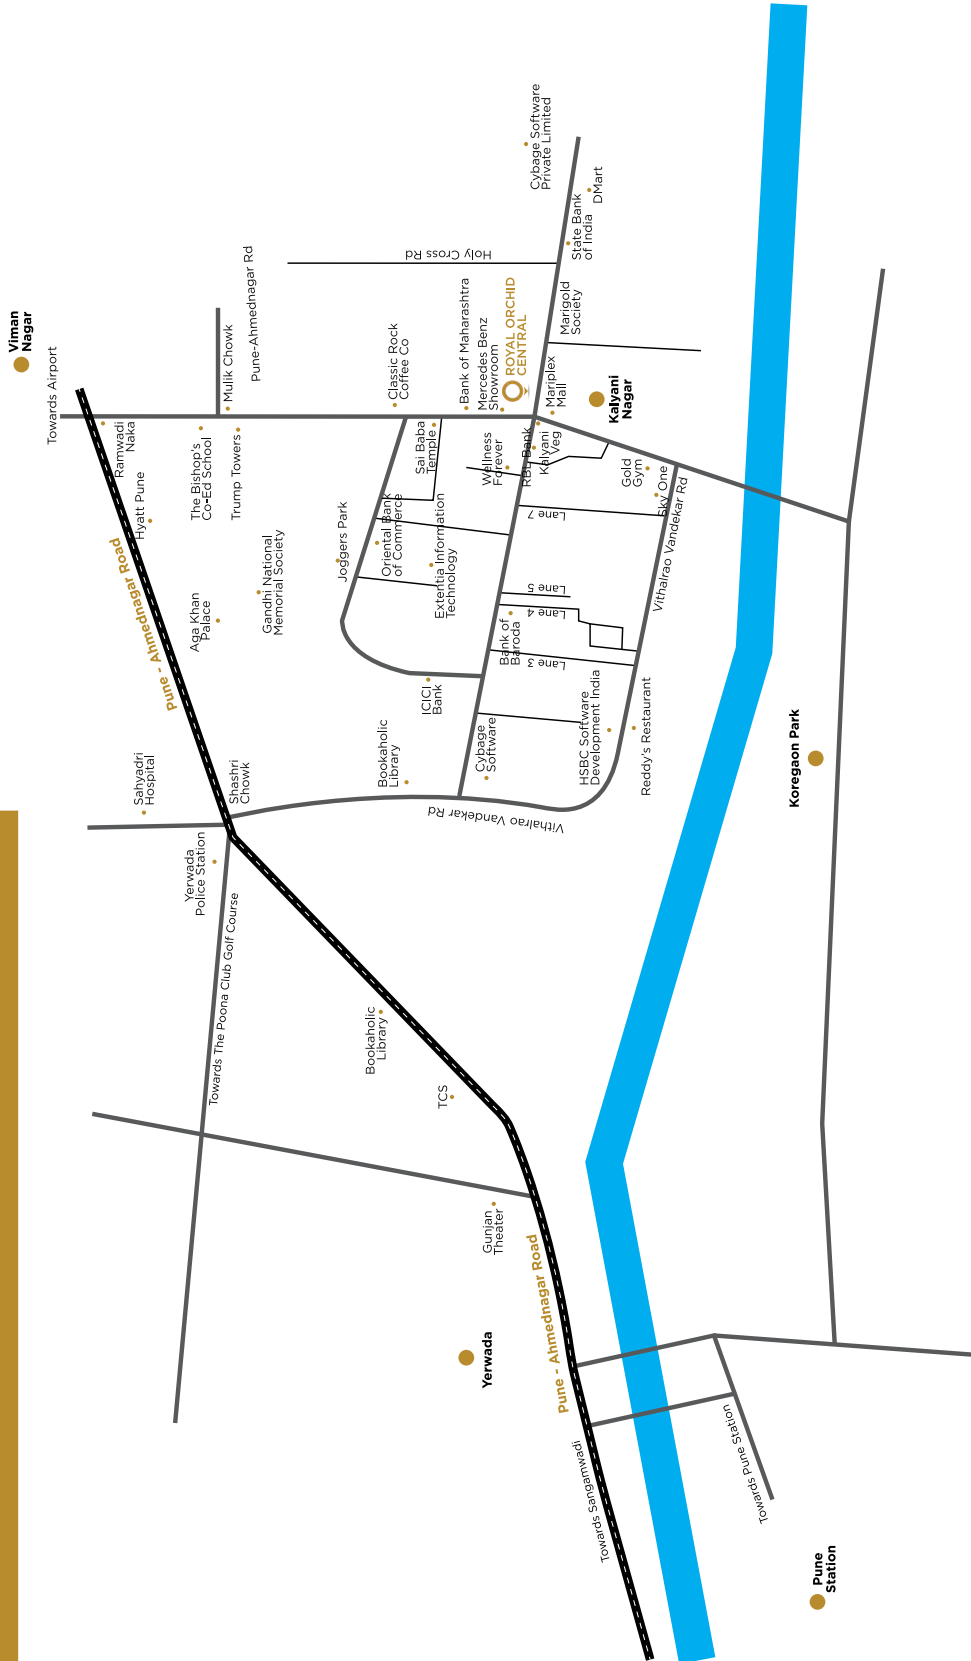 Viman
Nagar
Towards Airport
Ramwadi
Naka
Hyatt Pune
Pune - Ahmednagar Road
Mulik Chowk
Pune-Ahmednagar Rd
The Bishop's
Co-Ed School
Trump Towers
Gandhi National
Memorial Society
Aga Khan
Palace
Sahyadri
Hospital
Shashri
Chowk
Yerwada
Police Station
Towards The Poona Club Golf Course
Holy Cross Rd
Classic Rock
Coffee Co
Bank of Maharashtra
Mercedes Benz
Showroom
ROYAL ORCHID
CENTRAL
Cybage Software
Private Limited
DMart
State Bank
of India
Marigold
Society
Mariplex
Mall
Kalyani
Nagar
Sai Baba
Temple
Wellness
Forever
RBL Bank
Kalyani
Veg
Gold
Gym
Sky One
Joggers Park
Oriental Bank
of Commerce
Extentia Information
Technology
Lane 7
Lane 5
Lane 4
Lane 3
Bank of
Baroda
Vithalrao Vandekar Rd
ICICI
Bank
Bookaholic
Library
Cybage
Software
HSBC Software
Development India
Reddy's Restaurant
Vithalrao Vandekar Rd
Koregaon Park
Bookaholic
Library
TCS
Gunjan
Theater
Pune - Ahmednagar Road
Yerwada
Towards Sangamwadi
Towards Pune Station
Pune
Station